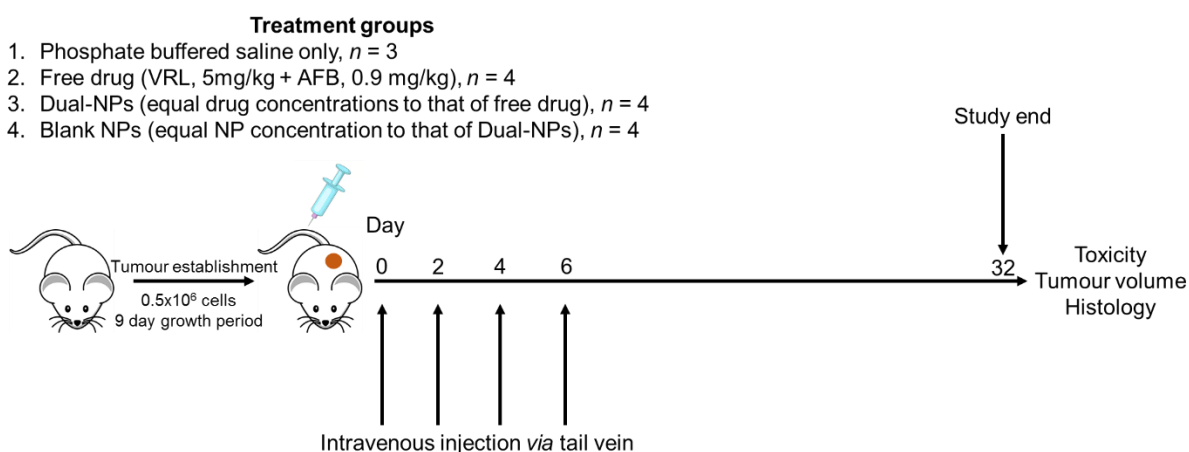 Treatment groups
1. Phosphate buffered saline only, n = 3
2. Free drug (VRL, 5mg/kg + AFB, 0.9 mg/kg), n = 4
3. Dual-NPs (equal drug concentrations to that of free drug), n = 4
4. Blank NPs (equal NP concentration to that of Dual-NPs), n = 4
Study end
Day
Tumour establishment
0.5x10⁶ cells
9 day growth period
0 2 4 6 32
Toxicity
Tumour volume
Histology
Intravenous injection via tail vein